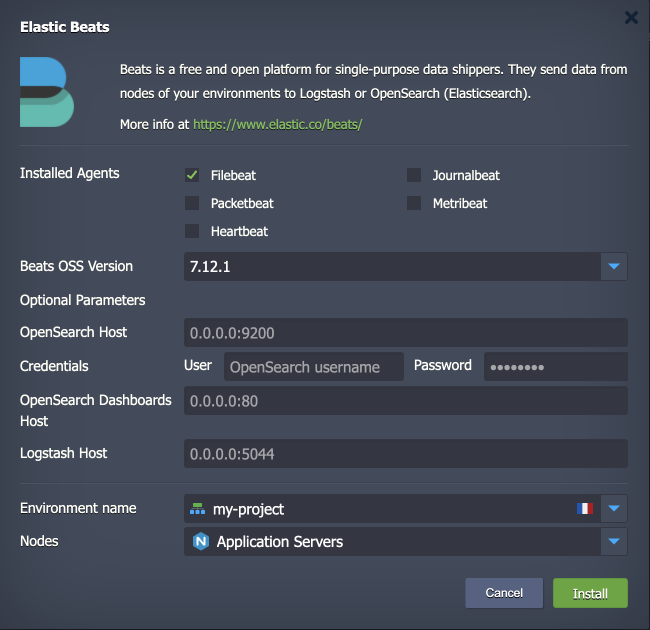 Elastic Beats
Beats is a free and open platform for single-purpose data shippers. They send data from
nodes of your environments to Logstash or OpenSearch (Elasticsearch).
More info at https://www.elastic.co/beats/
Installed Agents
Filebeat
Journalbeat
Packetbeat
Metribeat
Heartbeat
Beats OSS Version
7.12.1
Optional Parameters
OpenSearch Host
0.0.0.0:9200
Credentials
User
OpenSearch username
Password
••••••••
OpenSearch Dashboards
Host
0.0.0.0:80
Logstash Host
0.0.0.0:5044
Environment name
my-project
Nodes
N
Application Servers
Cancel
Install